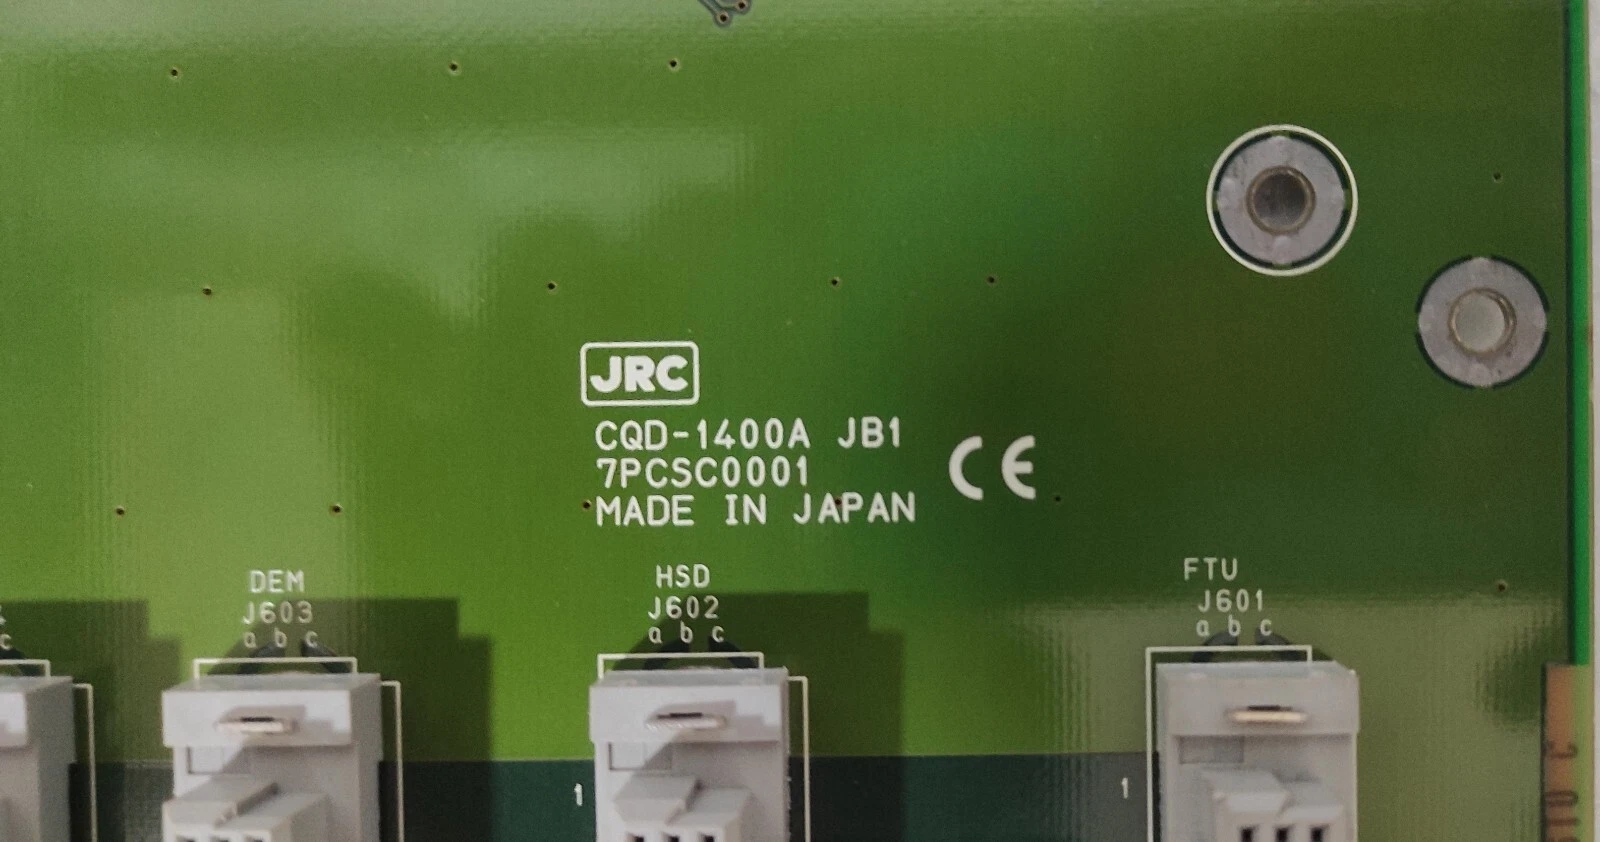 JRC
CQD-1400A JB1
7PCSC0001
MADE IN JAPAN
CE
DEM
J603
a b c
HSD
J602
a b c
FTU
J601
a b c
c
1
1